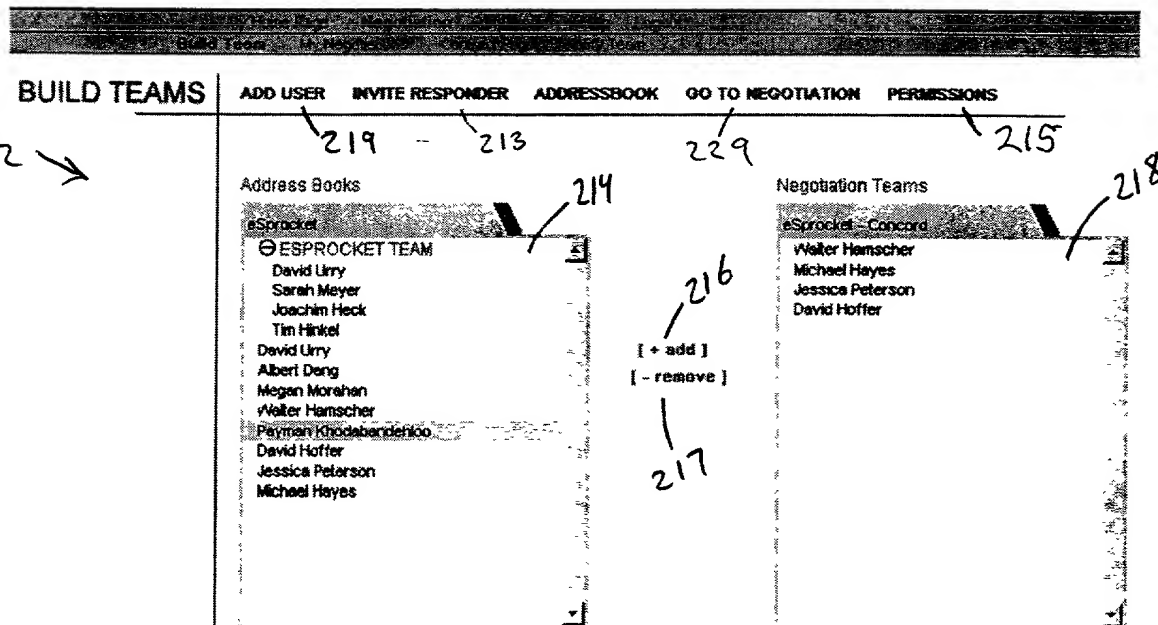 Build Team
BUILD TEAMS ADD USER INVITE RESPONDER ADDRESSBOOK GO TO NEGOTIATION PERMISSIONS
219 - 213 229 215
2
Address Books 214 Negotiation Teams 218
eSprocket eSprocket - Concord
ESPROCKET TEAM Walter Hamscher
David Urry Michael Hayes
Sarah Meyer Jessica Peterson
Joachim Heck 216 David Hoffer
Tim Hinkel
David Urry [ + add ]
Albert Dang
Megan Morahan [ - remove ]
Walter Hamscher
Payman Khodabandehloo
David Hoffer
Jessica Peterson 217
Michael Hayes